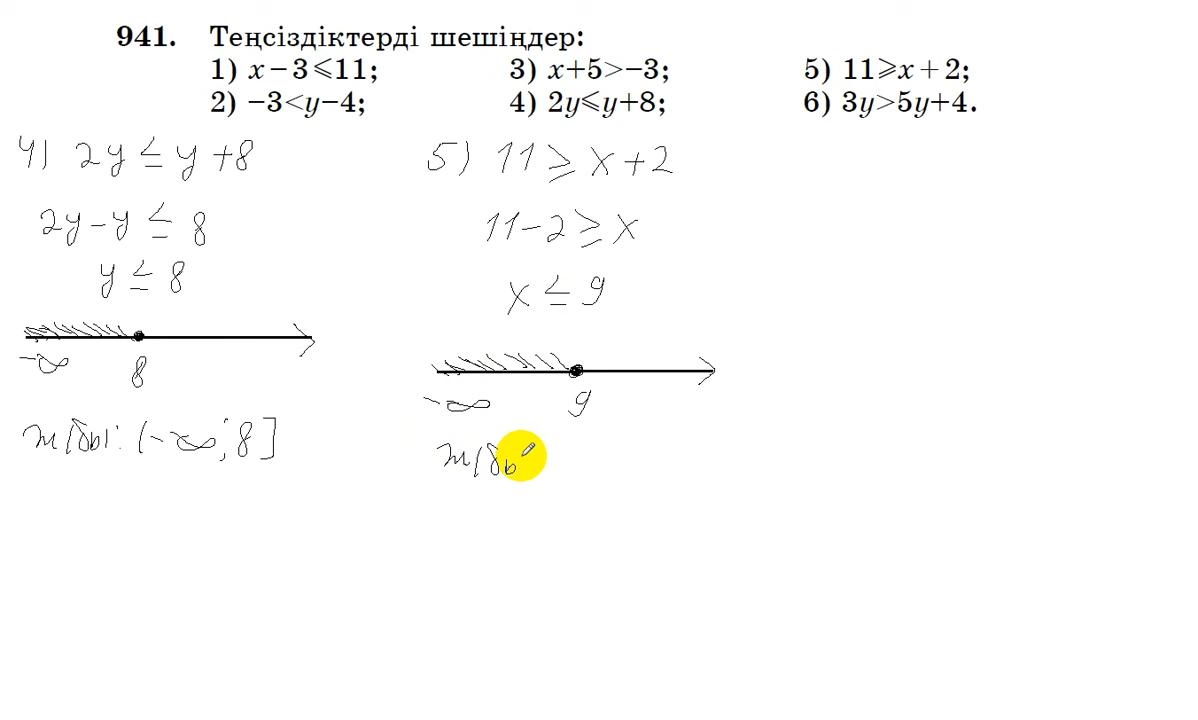 941. Теңсіздіктерді шешіңдер:
1) x−3⩽11; 3) x+5>−3; 5) 11⩾x+2;
2) −3<y−4; 4) 2y⩽y+8; 6) 3y>5y+4.
4) 2y ≤ y +8
2y−y ≤ 8
y ≤ 8
−∞ 8
т/бы: (−∞; 8]
5) 11 ≥ x+2
11−2 ≥ x
x ≤ 9
−∞ 9
т/бы